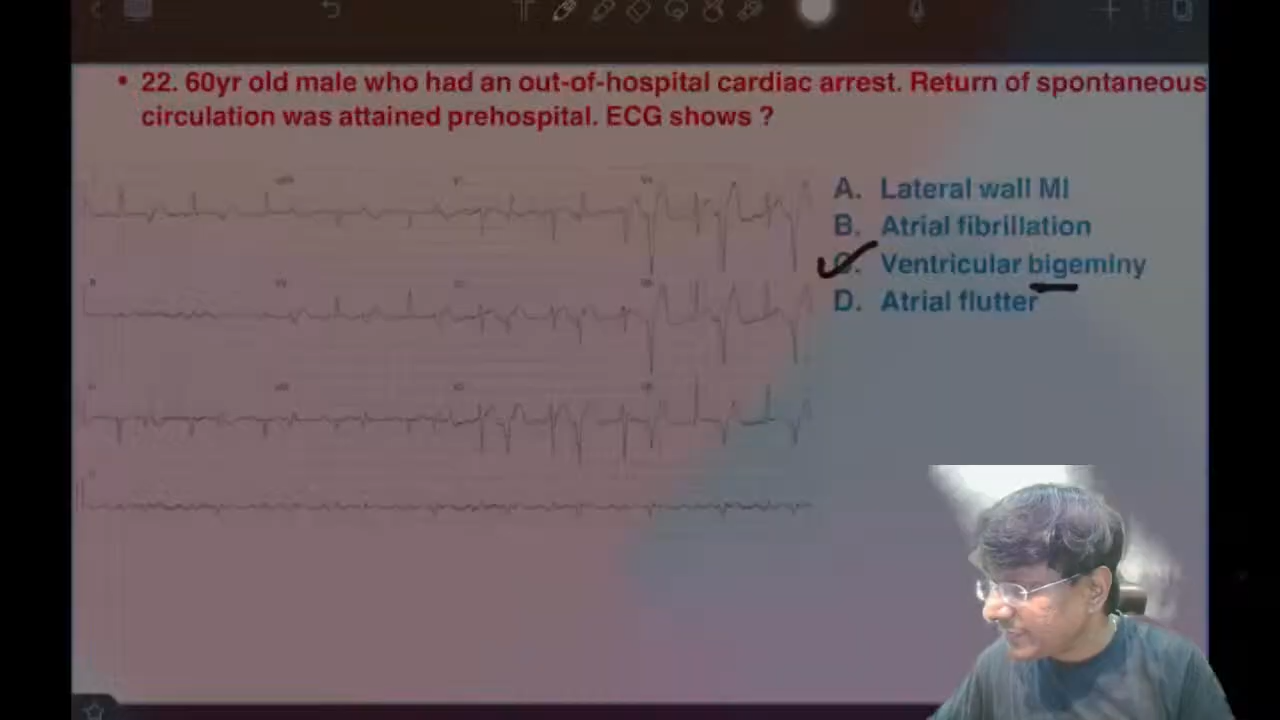 • 22. 60yr old male who had an out-of-hospital cardiac arrest. Return of spontaneous
circulation was attained prehospital. ECG shows ?
A. Lateral wall MI
B. Atrial fibrillation
C. Ventricular bigeminy
D. Atrial flutter